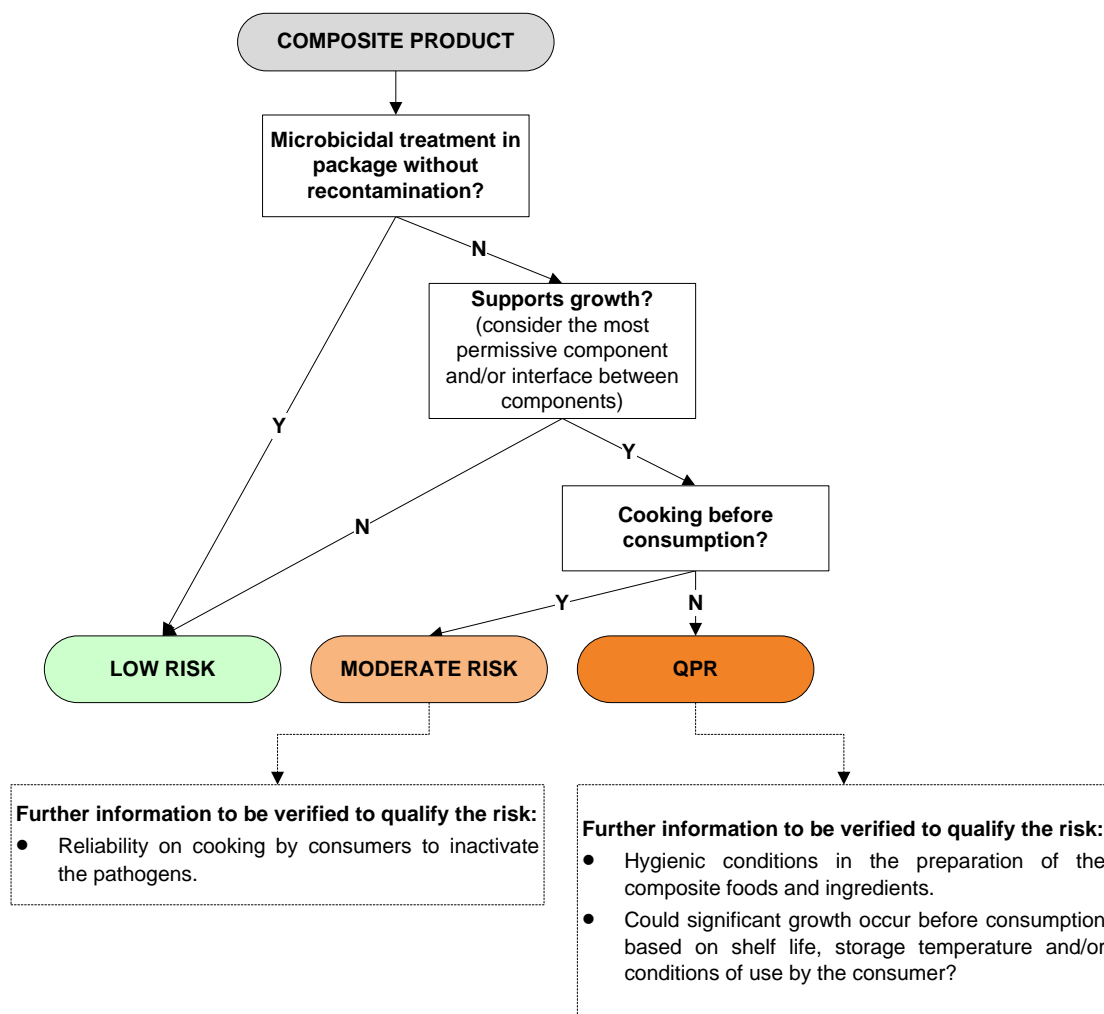 COMPOSITE PRODUCT
Microbicidal treatment in
package without
recontamination?
N
Supports growth?
(consider the most
permissive component
and/or interface between
components)
Y
Y
N
Cooking before
consumption?
Y
N
LOW RISK
MODERATE RISK
QPR
Further information to be verified to qualify the risk:
● Reliability on cooking by consumers to inactivate
the pathogens.
Further information to be verified to qualify the risk:
● Hygienic conditions in the preparation of the
composite foods and ingredients.
● Could significant growth occur before consumption
based on shelf life, storage temperature and/or
conditions of use by the consumer?